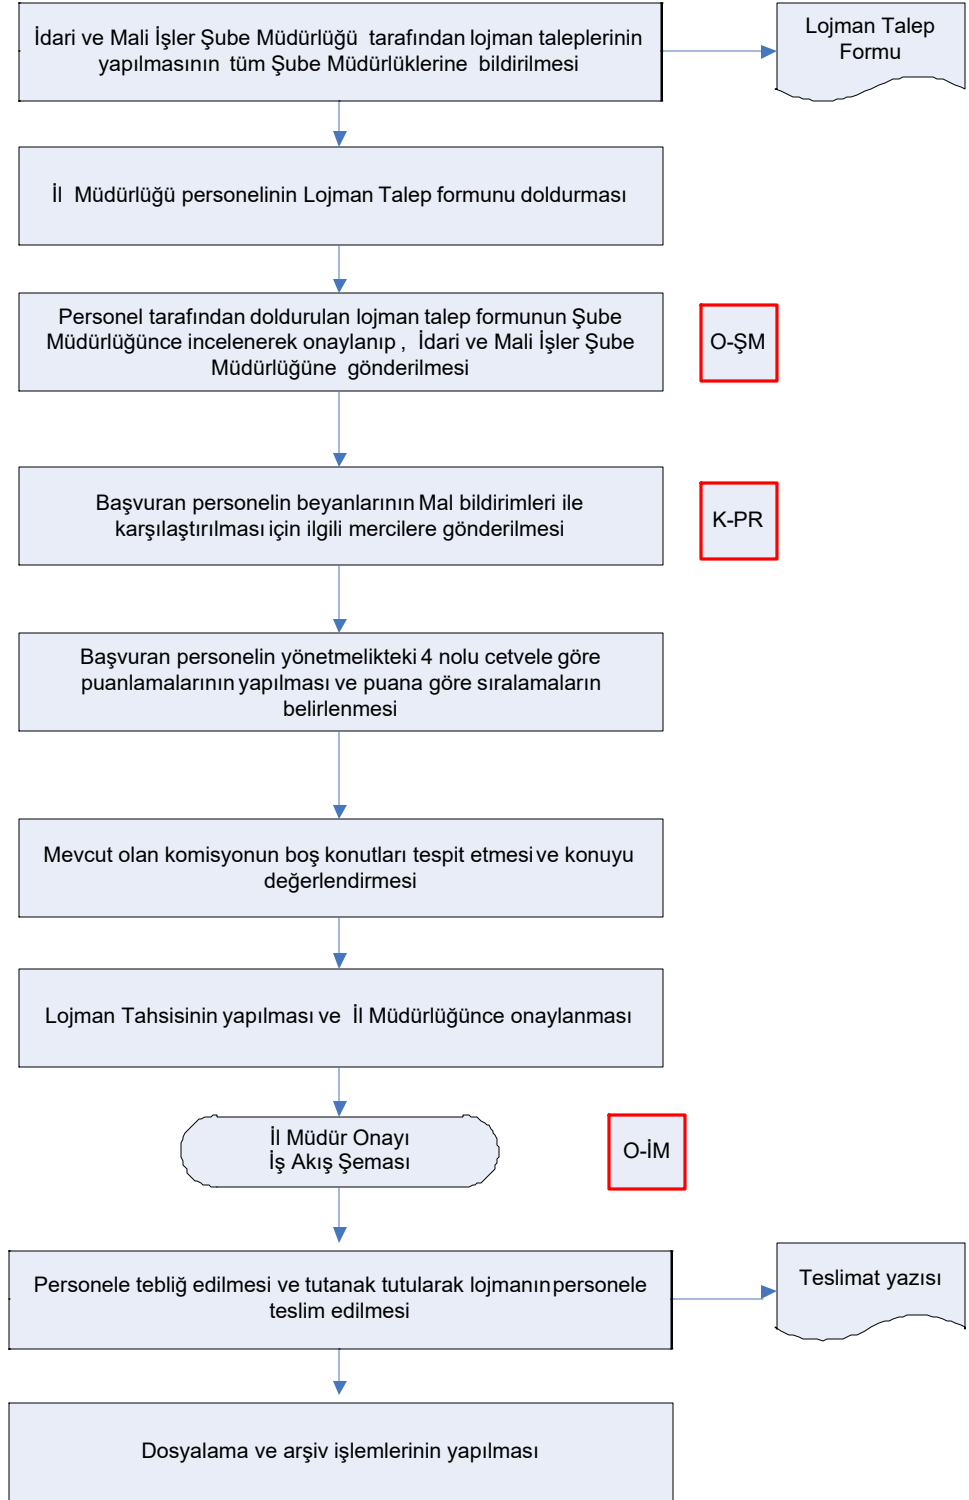 İdari ve Mali İşler Şube Müdürlüğü tarafından lojman taleplerinin
yapılmasının tüm Şube Müdürlüklerine bildirilmesi
Lojman Talep
Formu
İl Müdürlüğü personelinin Lojman Talep formunu doldurması
Personel tarafından doldurulan lojman talep formunun Şube
Müdürlüğünce incelenerek onaylanıp , İdari ve Mali İşler Şube
Müdürlüğüne gönderilmesi
O-ŞM
Başvuran personelin beyanlarının Mal bildirimleri ile
karşılaştırılması için ilgili mercilere gönderilmesi
K-PR
Başvuran personelin yönetmelikteki 4 nolu cetvele göre
puanlamalarının yapılması ve puana göre sıralamaların
belirlenmesi
Mevcut olan komisyonun boş konutları tespit etmesi ve konuyu
değerlendirmesi
Lojman Tahsisinin yapılması ve İl Müdürlüğünce onaylanması
İl Müdür Onayı
İş Akış Şeması
O-İM
Personele tebliğ edilmesi ve tutanak tutularak lojmanın personele
teslim edilmesi
Teslimat yazısı
Dosyalama ve arşiv işlemlerinin yapılması